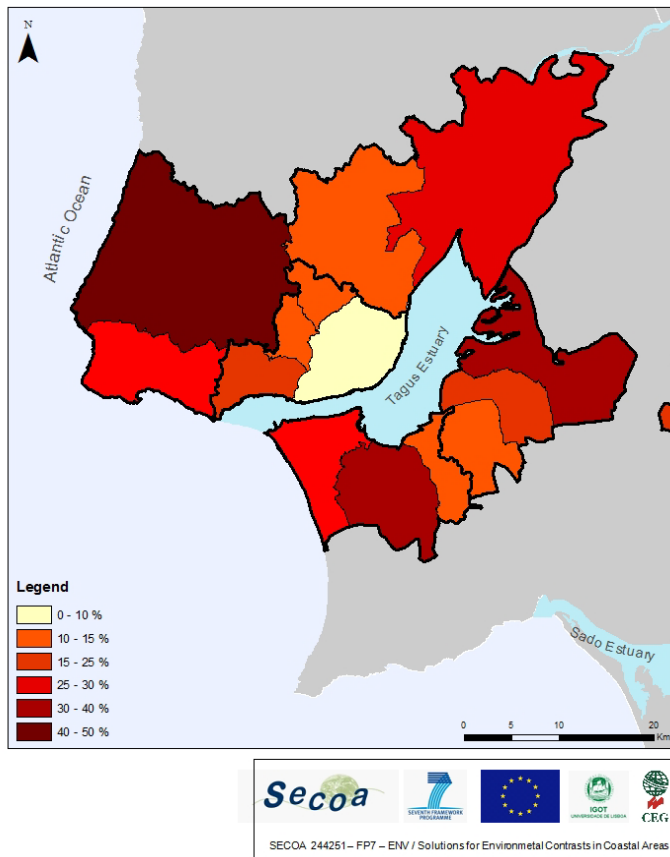 N
Atlantic Ocean
Tagus Estuary
Sado Estuary
Legend
0 - 10 %
10 - 15 %
15 - 25 %
25 - 30 %
30 - 40 %
40 - 50 %
0 5 10 20
Km
Secoa
SEVENTH FRAMEWORK
PROGRAMME
IGOT
UNIVERSIDADE DE LISBOA
CEG
SECOA 244251 – FP7 – ENV / Solutions for Environmetal Contrasts in Coastal Areas